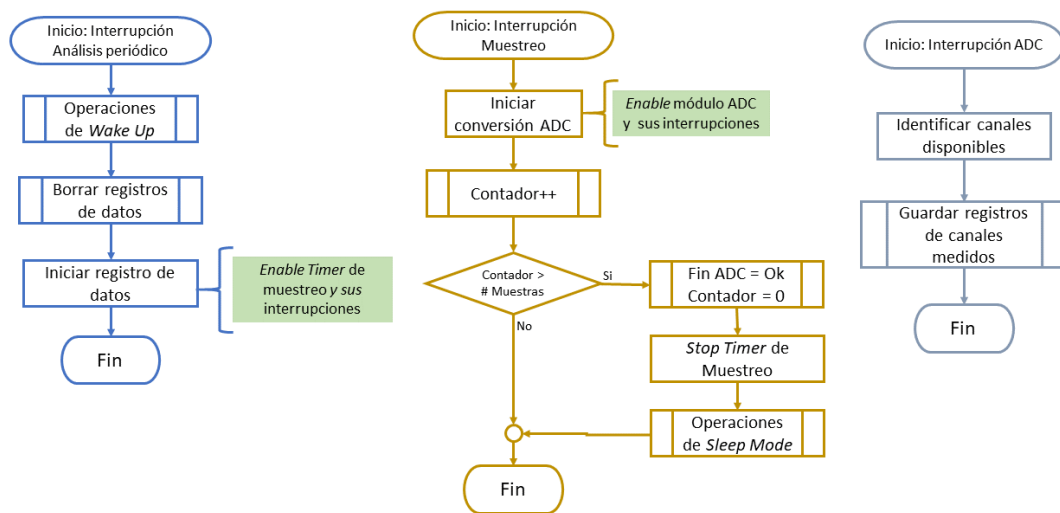 Inicio: Interrupción
Análisis periódico
Operaciones
de Wake Up
Borrar registros
de datos
Iniciar registro de
datos
Enable Timer de
muestreo y sus
interrupciones
Fin
Inicio: Interrupción
Muestreo
Iniciar
conversión ADC
Enable módulo ADC
y sus interrupciones
Contador++
Contador >
# Muestras
Si
No
Fin ADC = Ok
Contador = 0
Stop Timer de
Muestreo
Operaciones
de Sleep Mode
Fin
Inicio: Interrupción ADC
Identificar canales
disponibles
Guardar registros
de canales
medidos
Fin